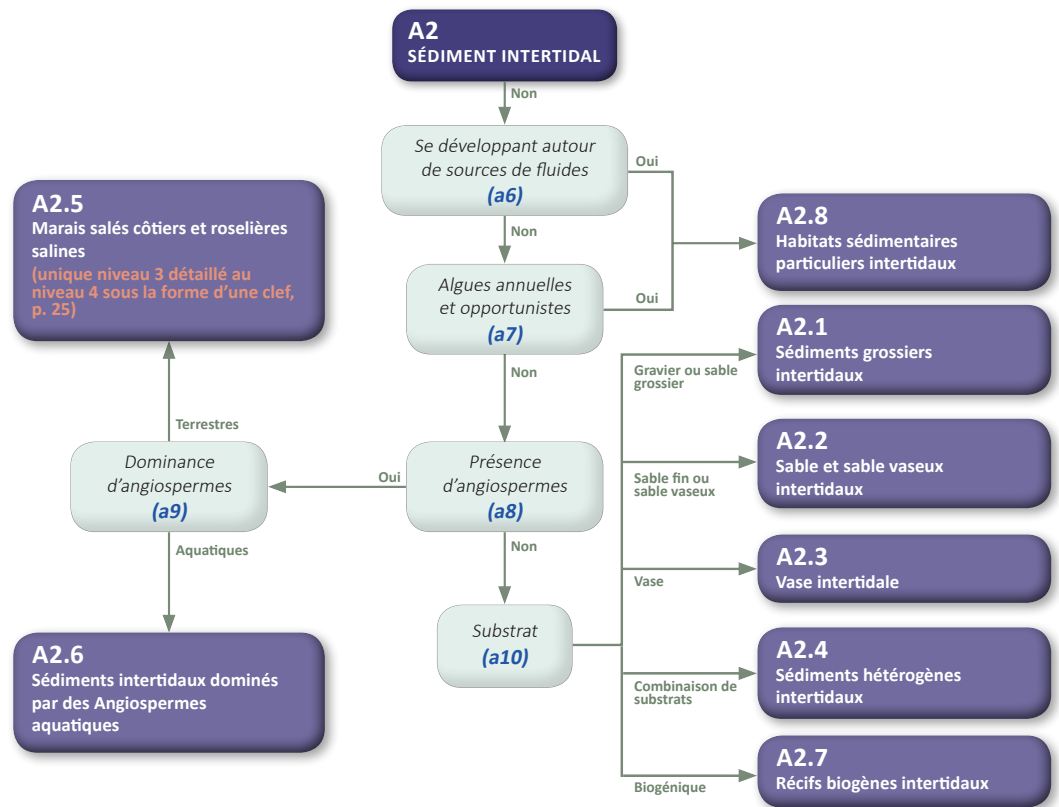 A2
SÉDIMENT INTERTIDAL
Non
Se développant autour
de sources de fluides
(a6)
Oui
Non
A2.5
Marais salés côtiers et roselières
salines
(unique niveau 3 détaillé au
niveau 4 sous la forme d'une clef,
p. 25)
A2.8
Habitats sédimentaires
particuliers intertidaux
Algues annuelles
et opportunistes
(a7)
Oui
Non
A2.1
Sédiments grossiers
intertidaux
Gravier ou sable
grossier
Terrestres
Dominance
d'angiospermes
(a9)
Oui
Présence
d'angiospermes
(a8)
A2.2
Sable et sable vaseux
intertidaux
Sable fin ou
sable vaseux
Aquatiques
Non
A2.3
Vase intertidale
Vase
Substrat
(a10)
A2.6
Sédiments intertidaux dominés
par des Angiospermes
aquatiques
A2.4
Sédiments hétérogènes
intertidaux
Combinaison de
substrats
A2.7
Récifs biogènes intertidaux
Biogénique